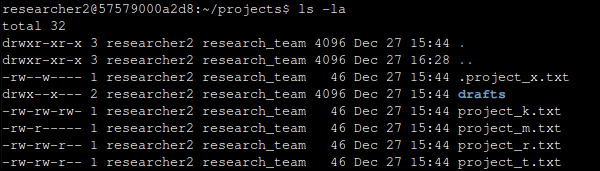 researcher2@57579000a2d8:~/projects$ ls -la
total 32
drwxr-xr-x 3 researcher2 research_team 4096 Dec 27 15:44 .
drwxr-xr-x 3 researcher2 research_team 4096 Dec 27 16:28 ..
-rw--w---- 1 researcher2 research_team   46 Dec 27 15:44 .project_x.txt
drwx--x--- 2 researcher2 research_team 4096 Dec 27 15:44 drafts
-rw-rw-rw- 1 researcher2 research_team   46 Dec 27 15:44 project_k.txt
-rw-r----- 1 researcher2 research_team   46 Dec 27 15:44 project_m.txt
-rw-rw-r-- 1 researcher2 research_team   46 Dec 27 15:44 project_r.txt
-rw-rw-r-- 1 researcher2 research_team   46 Dec 27 15:44 project_t.txt